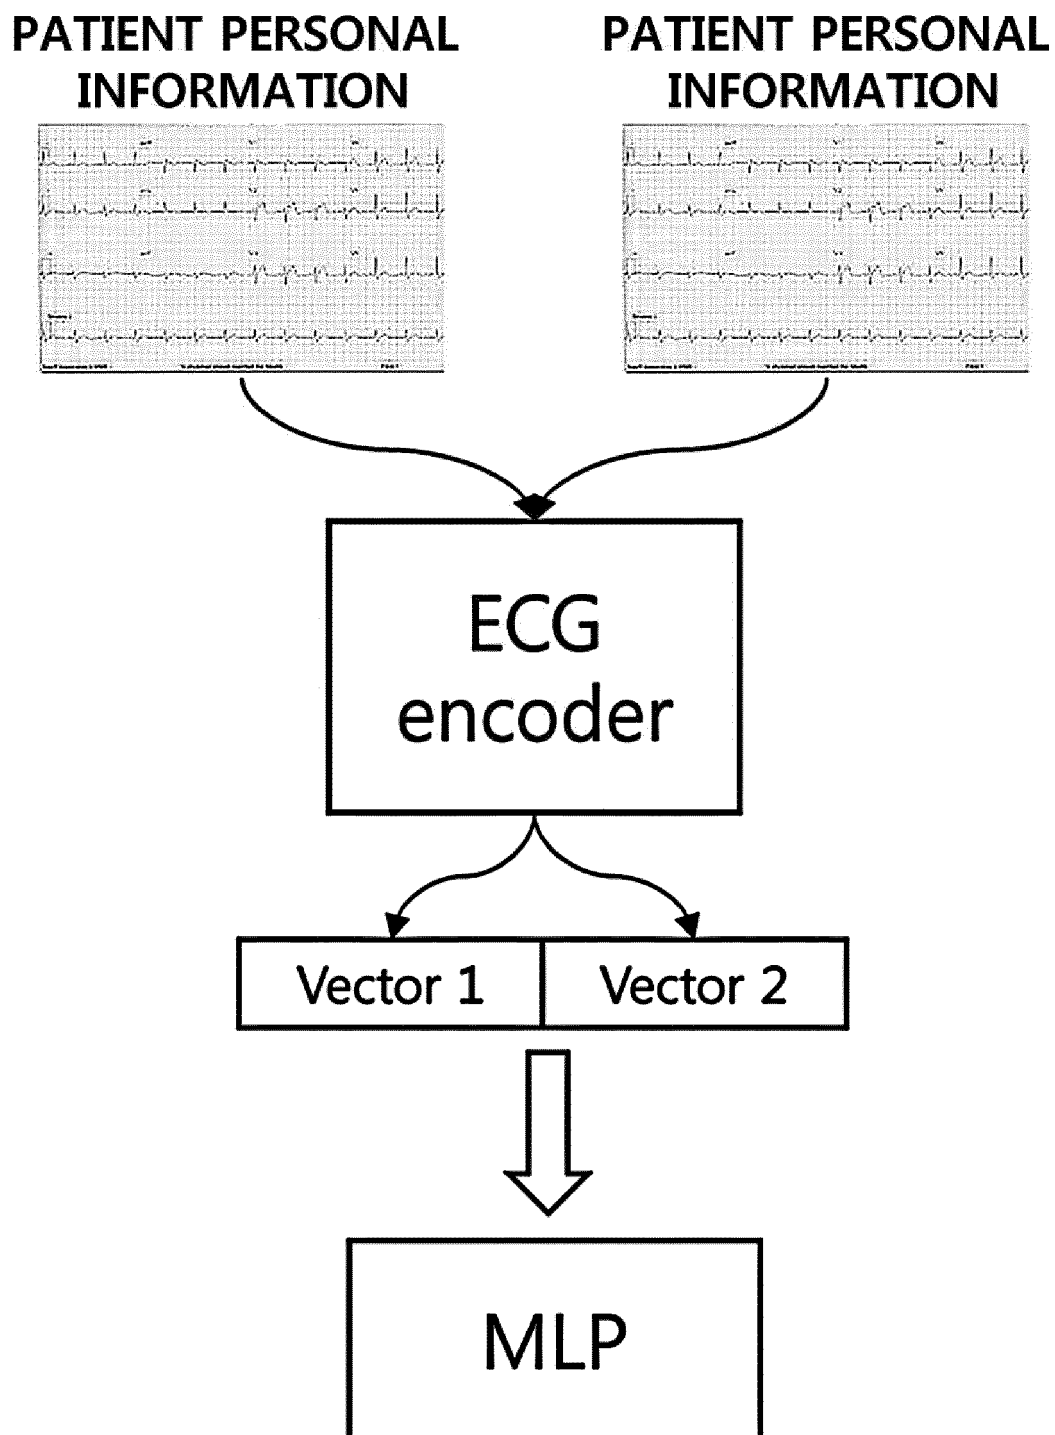 PATIENT PERSONAL
INFORMATION
PATIENT PERSONAL
INFORMATION
ECG
encoder
Vector 1
Vector 2
MLP